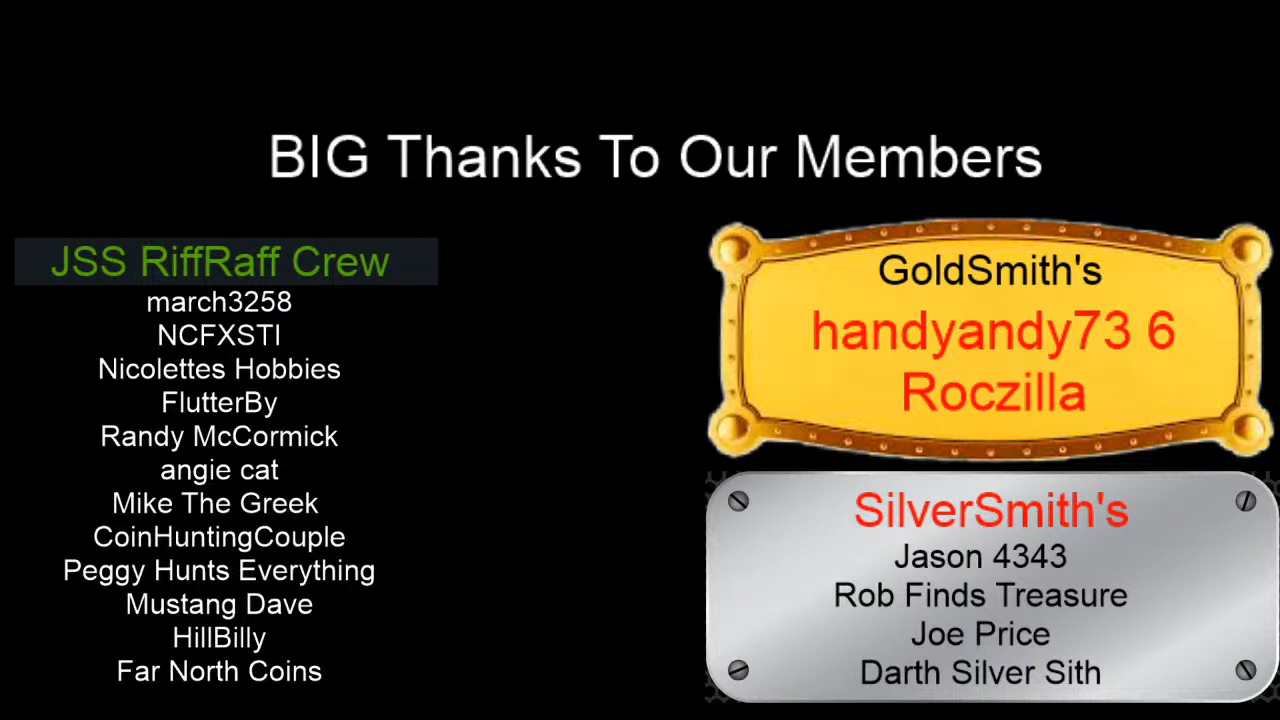 BIG Thanks To Our Members
JSS RiffRaff Crew
march3258
NCFXSTI
Nicolettes Hobbies
FlutterBy
Randy McCormick
angie cat
Mike The Greek
CoinHuntingCouple
Peggy Hunts Everything
Mustang Dave
HillBilly
Far North Coins
GoldSmith's
handyandy73 6
Roczilla
SilverSmith's
Jason 4343
Rob Finds Treasure
Joe Price
Darth Silver Sith